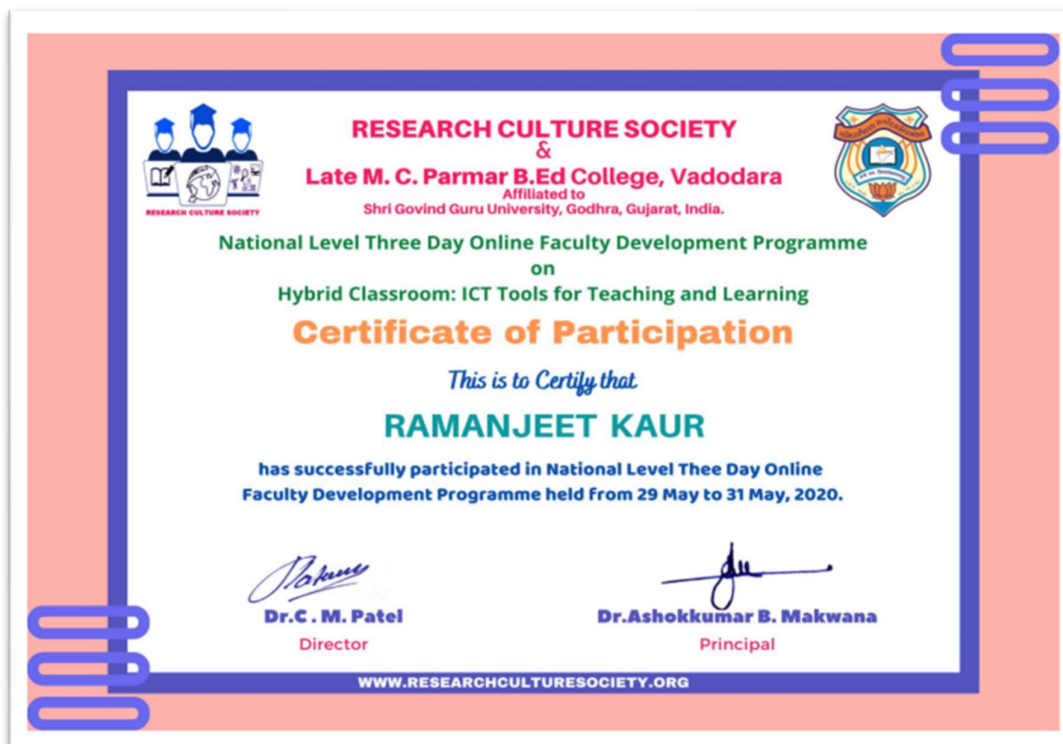 RESEARCH CULTURE SOCIETY
&
Late M. C. Parmar B.Ed College, Vadodara
Affiliated to
Shri Govind Guru University, Godhra, Gujarat, India.
RESEARCH CULTURE SOCIETY
National Level Three Day Online Faculty Development Programme
on
Hybrid Classroom: ICT Tools for Teaching and Learning
Certificate of Participation
This is to Certify that
RAMANJEET KAUR
has successfully participated in National Level Thee Day Online
Faculty Development Programme held from 29 May to 31 May, 2020.
Dr.C . M. Patel
Dr.Ashokkumar B. Makwana
Director
Principal
WWW.RESEARCHCULTURESOCIETY.ORG